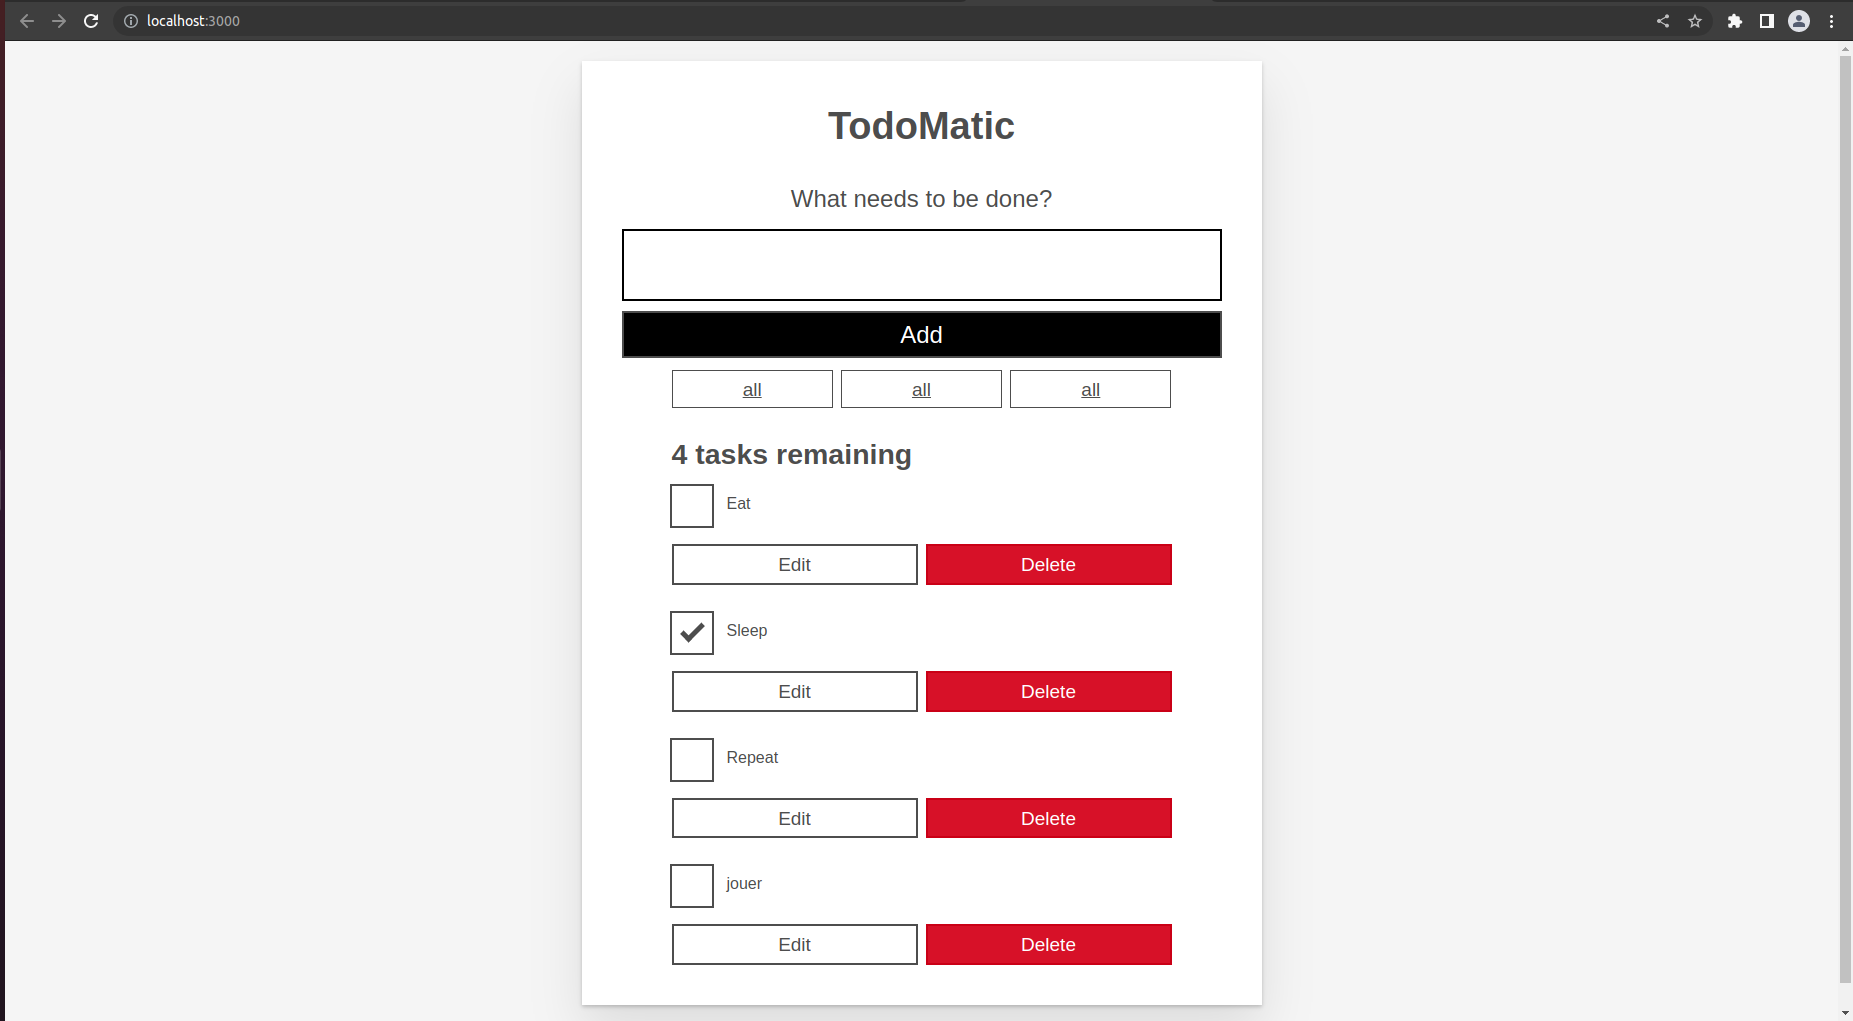 localhost:3000
TodoMatic
What needs to be done?
Add
all all all
4 tasks remaining
Eat
Edit Delete
Sleep
Edit Delete
Repeat
Edit Delete
jouer
Edit Delete